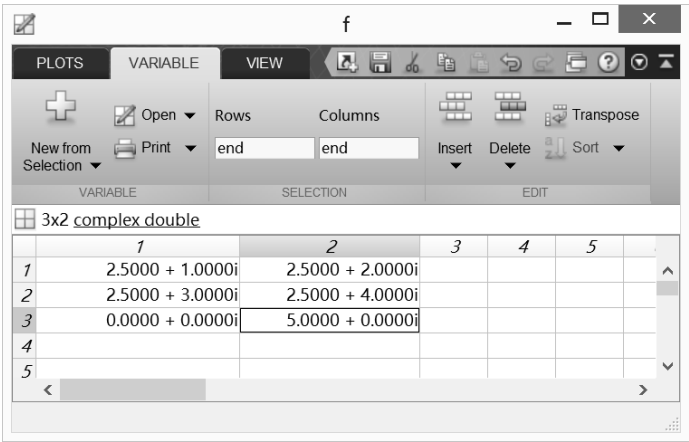 f
PLOTS VARIABLE VIEW
New from Selection Open Print Rows Columns Insert Delete Transpose Sort
end end
VARIABLE SELECTION EDIT
3x2 complex double
1 2 3 4 5
1 2.5000 + 1.0000i 2.5000 + 2.0000i
2 2.5000 + 3.0000i 2.5000 + 4.0000i
3 0.0000 + 0.0000i 5.0000 + 0.0000i
4
5